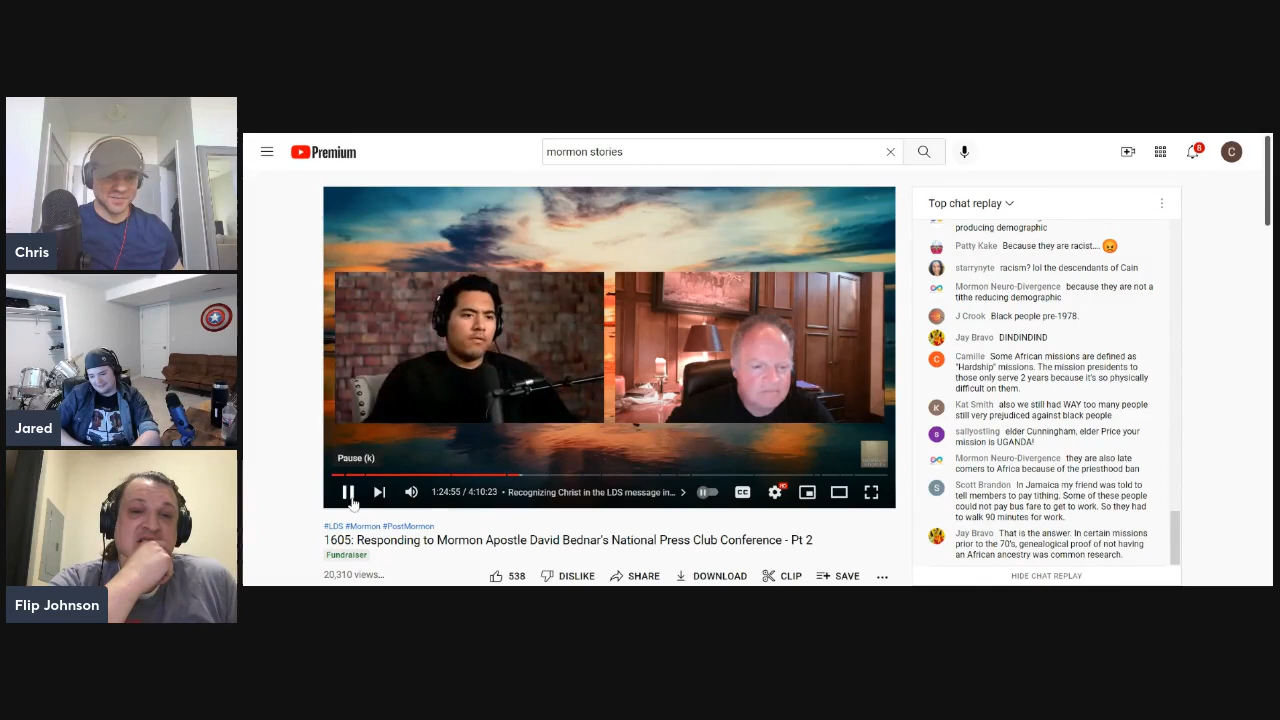 Chris
Jared
Flip Johnson
Premium
mormon stories
8
C
Pause (k)
1:24:55 / 4:10:23 • Recognizing Christ in the LDS message in...
CC
HD
#LDS #Mormon #PostMormon
1605: Responding to Mormon Apostle David Bednar's National Press Club Conference - Pt 2
Fundraiser
20,310 views...
538
DISLIKE
SHARE
DOWNLOAD
CLIP
SAVE
Top chat replay
producing demographic
Patty Kake Because they are racist....
starrynyte racism? lol the descendants of Cain
Mormon Neuro-Divergence because they are not a
tithe reducing demographic
J Crook Black people pre-1978.
Jay Bravo DINDINDIND
C
Camille Some African missions are defined as
"Hardship" missions. The mission presidents to
those only serve 2 years because it's so physically
difficult on them.
K
Kat Smith also we still had WAY too many people
still very prejudiced against black people
S
sallyostling elder Cunningham, elder Price your
mission is UGANDA!
Mormon Neuro-Divergence they are also late
comers to Africa because of the priesthood ban
S
Scott Brandon In Jamaica my friend was told to
tell members to pay tithing. Some of these people
could not pay bus fare to get to work. So they had
to walk 90 minutes for work.
Jay Bravo That is the answer. In certain missions
prior to the 70's, genealogical proof of not having
an African ancestry was common research.
HIDE CHAT REPLAY